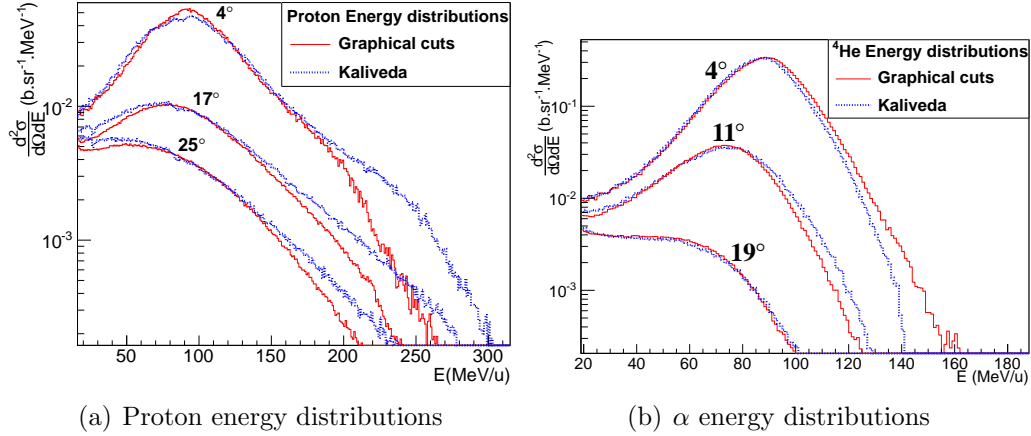 Proton Energy distributions
Graphical cuts
Kaliveda
4°
17°
25°
d²σ/dΩdE (b.sr⁻¹.MeV⁻¹)
10⁻²
10⁻³
50 100 150 200 250 300
E(MeV/u)
(a) Proton energy distributions
⁴He Energy distributions
Graphical cuts
Kaliveda
4°
11°
19°
d²σ/dΩdE (b.sr⁻¹.MeV⁻¹)
10⁻¹
10⁻²
10⁻³
20 40 60 80 100 120 140 160 180
E (MeV/u)
(b) α energy distributions